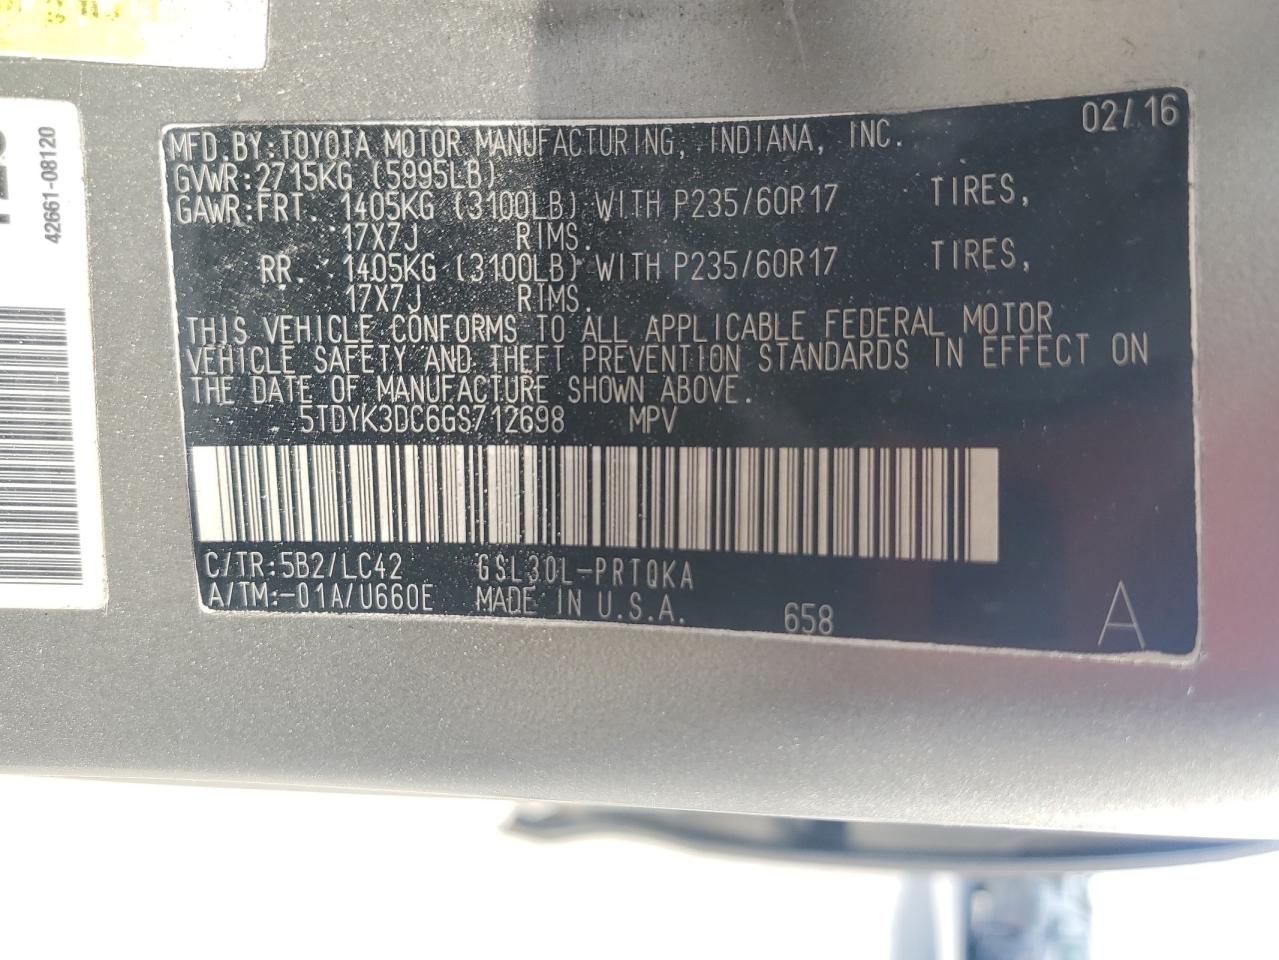 42661-08120
02/16
MFD.BY:TOYOTA MOTOR MANUFACTURING, INDIANA, INC.
GVWR:2715KG (5995LB)
GAWR:FRT. 1405KG (3100LB) WITH P235/60R17 TIRES,
17X7J RIMS.
RR. 1405KG (3100LB) WITH P235/60R17 TIRES,
17X7J RIMS.
THIS VEHICLE CONFORMS TO ALL APPLICABLE FEDERAL MOTOR
VEHICLE SAFETY AND THEFT PREVENTION STANDARDS IN EFFECT ON
THE DATE OF MANUFACTURE SHOWN ABOVE.
5TDYK3DC6GS712698 MPV
C/TR:5B2/LC42 GSL30L-PRTQKA
A/TM:-01A/U660E MADE IN U.S.A. 658 A